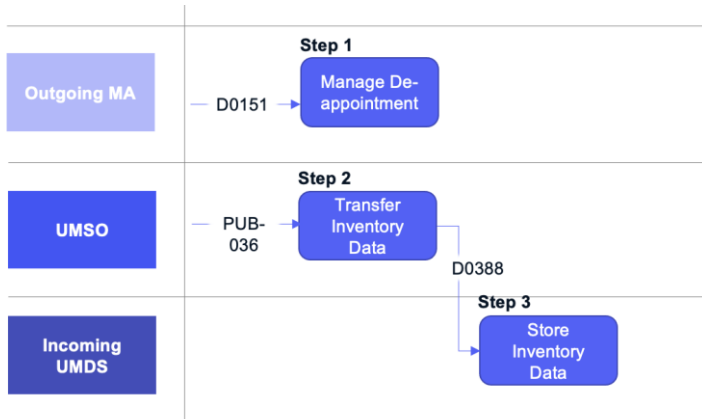 Step 1
Outgoing MA
D0151
Manage De-
appointment
Step 2
UMSO
PUB-
036
Transfer
Inventory
Data
D0388
Step 3
Incoming
UMDS
Store
Inventory
Data